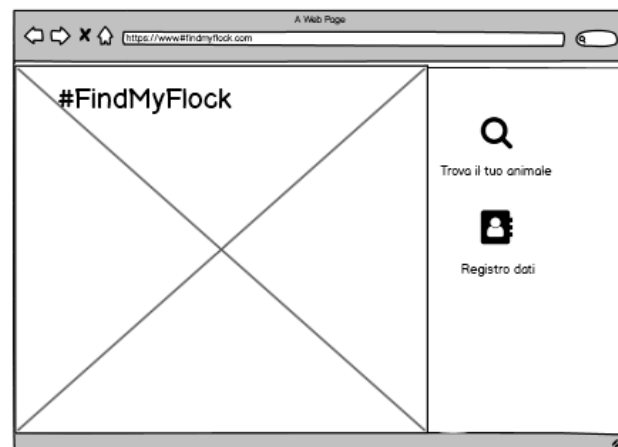 A Web Page
https://www.#findmyflock.com
#FindMyFlock
Trova il tuo animale
Registro dati